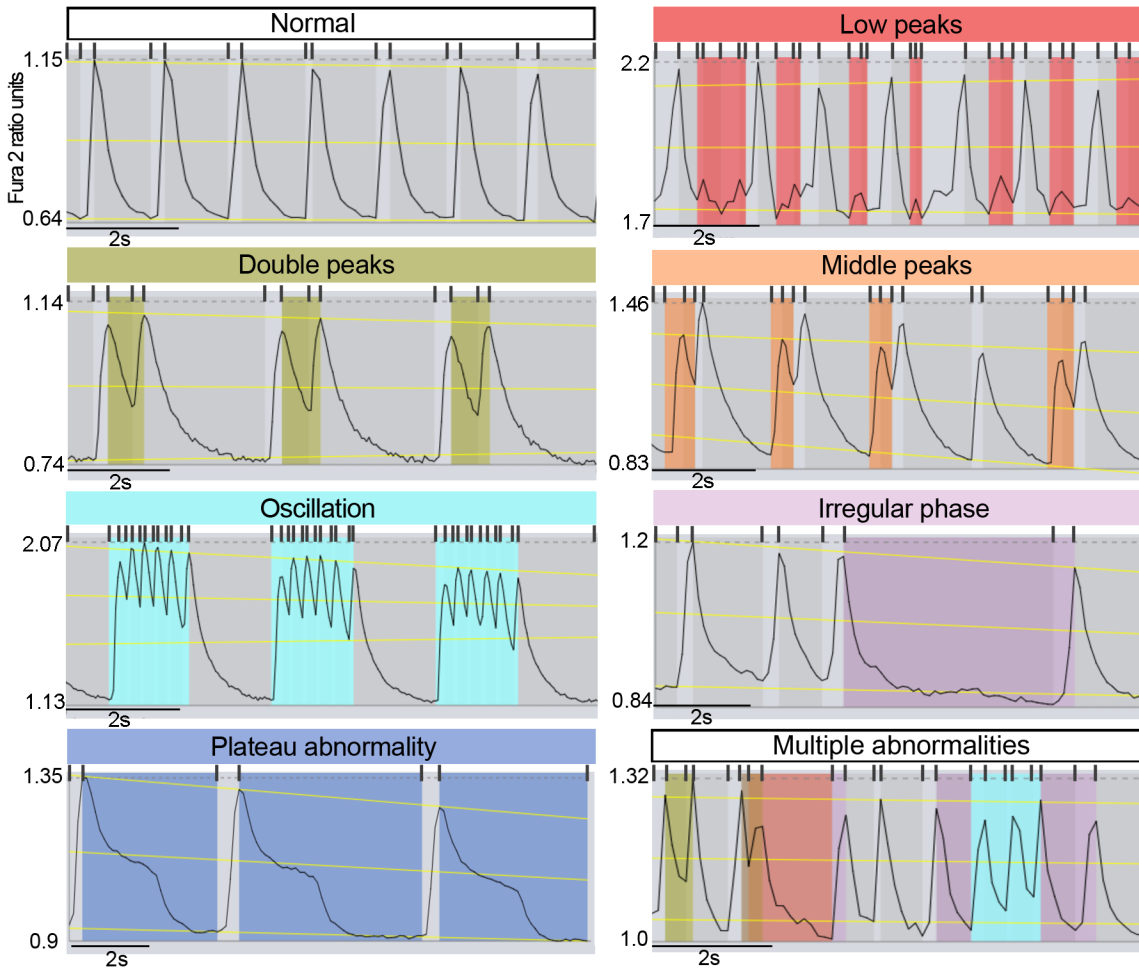 Normal
Low peaks
Fura 2 ratio units
1.15
0.64
2s
2.2
1.7
2s
Double peaks
Middle peaks
1.14
0.74
2s
1.46
0.83
2s
Oscillation
Irregular phase
2.07
1.13
2s
1.2
0.84
2s
Plateau abnormality
Multiple abnormalities
1.35
0.9
2s
1.32
1.0
2s